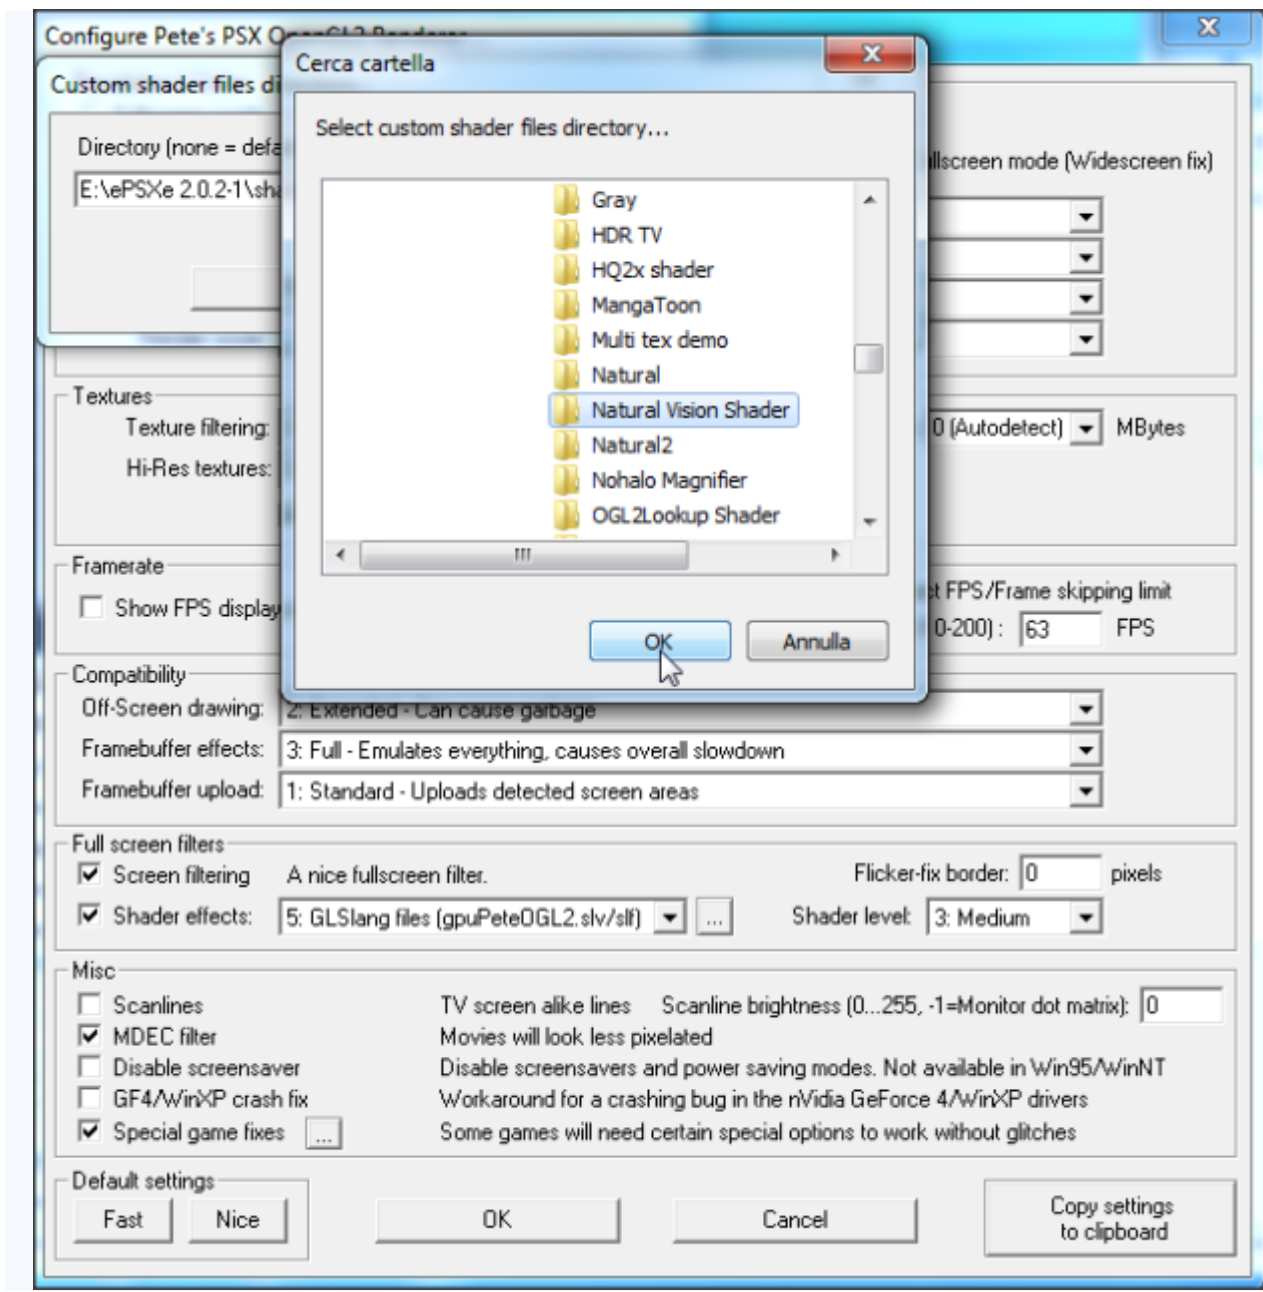 Configure Pete's PSX OpenGL2 Renderer
Custom shader files di
Directory (none = defa
E:\ePSXe 2.0.2-1\sha
Cerca cartella
Select custom shader files directory...
Gray
HDR TV
HQ2x shader
MangaToon
Multi tex demo
Natural
Natural Vision Shader
Natural2
Nohalo Magnifier
OGL2Lookup Shader
OK
Annulla
llscreen mode (Widescreen fix)
Textures
Texture filtering:
0 (Autodetect) MBytes
Hi-Res textures:
Framerate
Show FPS display
ct FPS/Frame skipping limit
0-200) : 63 FPS
Compatibility
Off-Screen drawing: 2: Extended - Can cause garbage
Framebuffer effects: 3: Full - Emulates everything, causes overall slowdown
Framebuffer upload: 1: Standard - Uploads detected screen areas
Full screen filters
Screen filtering A nice fullscreen filter. Flicker-fix border: 0 pixels
Shader effects: 5: GLSlang files (gpuPeteOGL2.slv/slf) ... Shader level: 3: Medium
Misc
Scanlines TV screen alike lines Scanline brightness (0...255, -1=Monitor dot matrix): 0
MDEC filter Movies will look less pixelated
Disable screensaver Disable screensavers and power saving modes. Not available in Win95/WinNT
GF4/WinXP crash fix Workaround for a crashing bug in the nVidia GeForce 4/WinXP drivers
Special game fixes ... Some games will need certain special options to work without glitches
Default settings
Fast Nice OK Cancel Copy settings
to clipboard